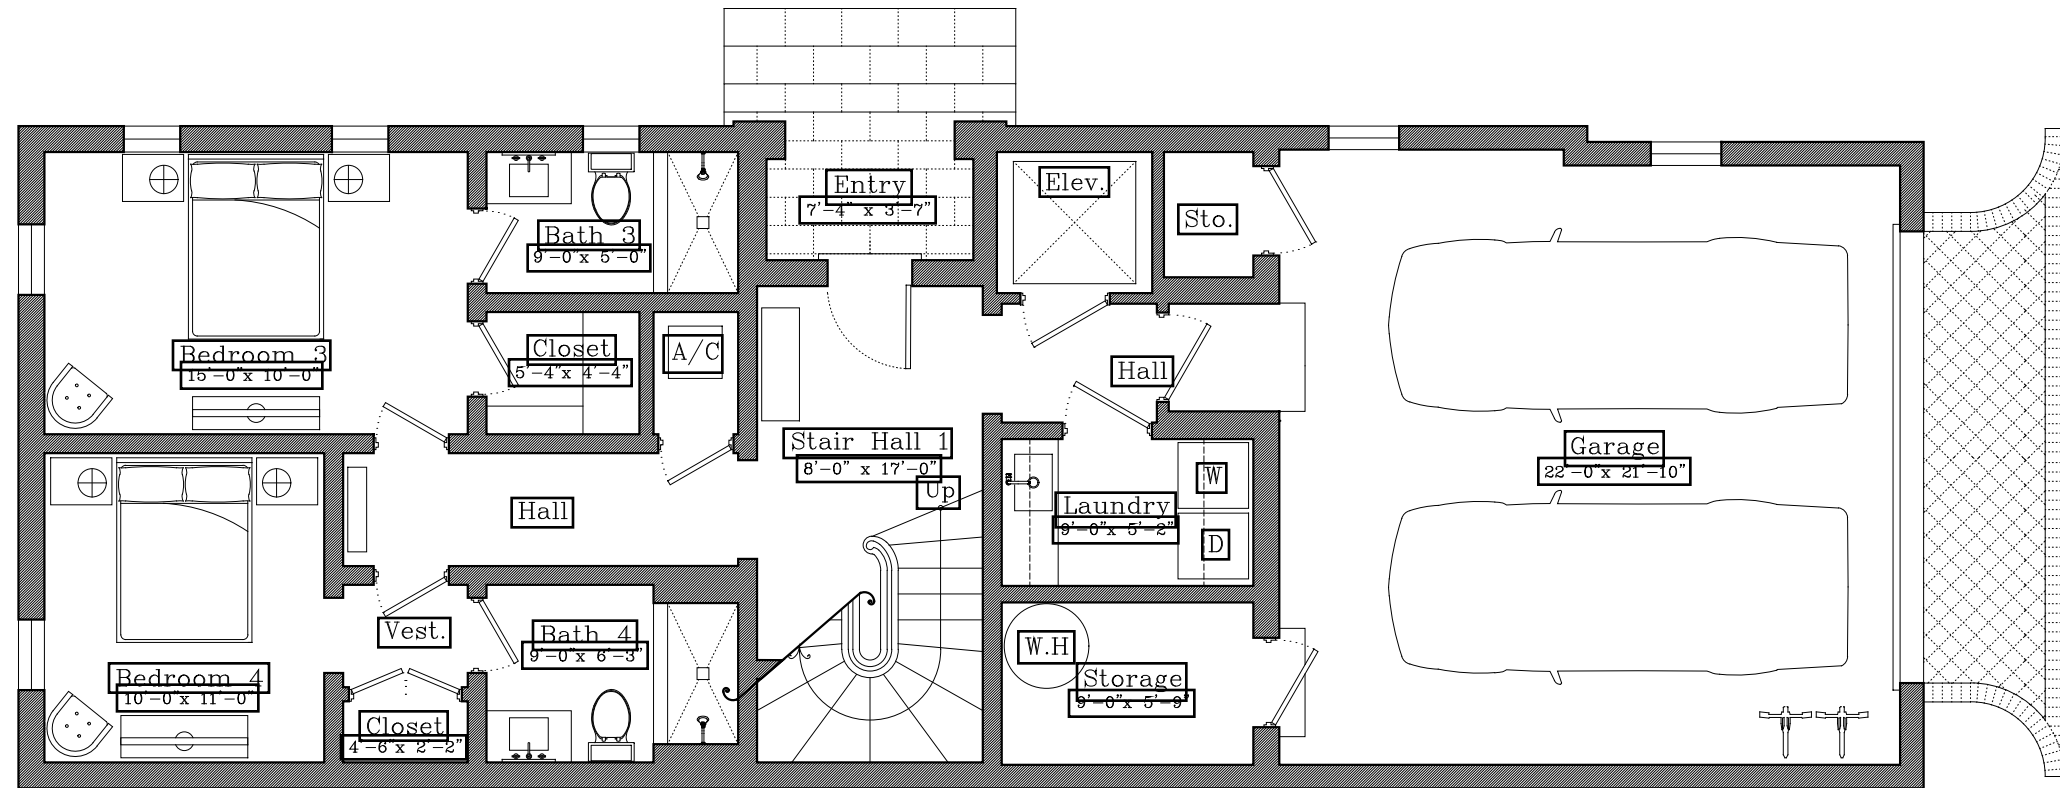 Entry
7'-4" x 3'-7"
Elev.
Sto.
Bath 3
9'-0"x 5'-0"
Bedroom 3
15'-0"x 10'-0"
Closet
5'-4"x 4'-4"
A/C
Hall
Stair Hall 1
8'-0" x 17'-0"
Up
Garage
22'-0"x 21'-10"
Hall
W
Laundry
9'-0"x 5'-2"
D
Vest.
Bath 4
9'-0"x 6'-3"
W.H
Bedroom 4
10'-0"x 11'-0"
Storage
9'-0"x 5'-9"
Closet
4'-6"x 2'-2"